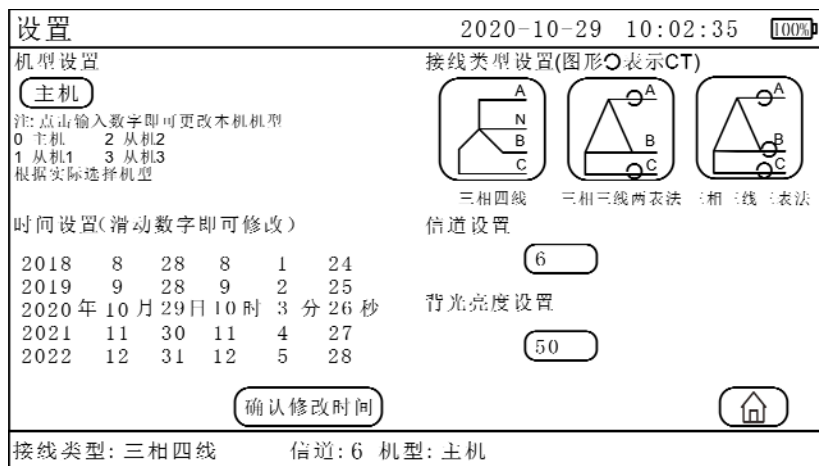 设置 2020-10-29 10:02:35 100%
机型设置
主机
注: 点击输入数字即可更改本机机型
0 主机 2 从机2
1 从机1 3 从机3
根据实际选择机型
接线类型设置(图形表示CT)
A
N
B
C
三相四线
A
B
C
三相三线两表法
A
B
C
三相三线三表法
时间设置(滑动数字即可修改)
2018 8 28 8 1 24
2019 9 28 9 2 25
2020年10月29日10时 3 分26秒
2021 11 30 11 4 27
2022 12 31 12 5 28
确认修改时间
信道设置
6
背光亮度设置
50
接线类型: 三相四线 信道: 6 机型: 主机